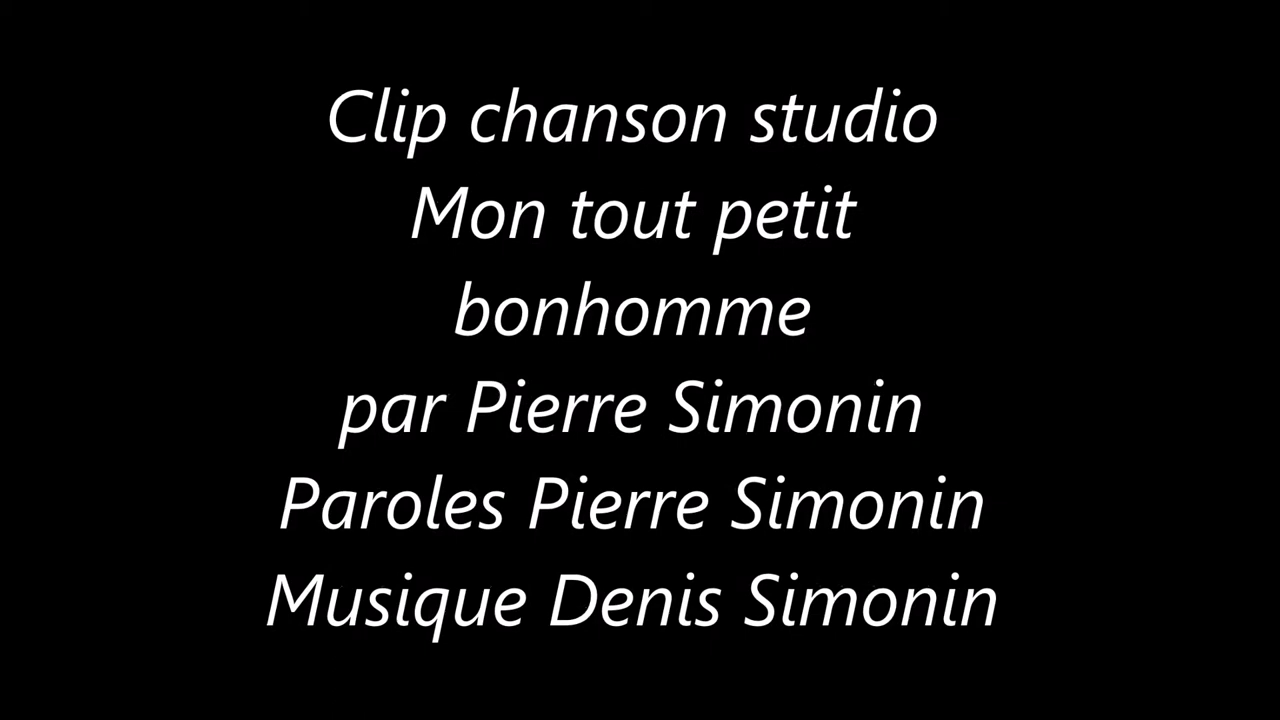 Clip chanson studio
Mon tout petit
bonhomme
par Pierre Simonin
Paroles Pierre Simonin
Musique Denis Simonin